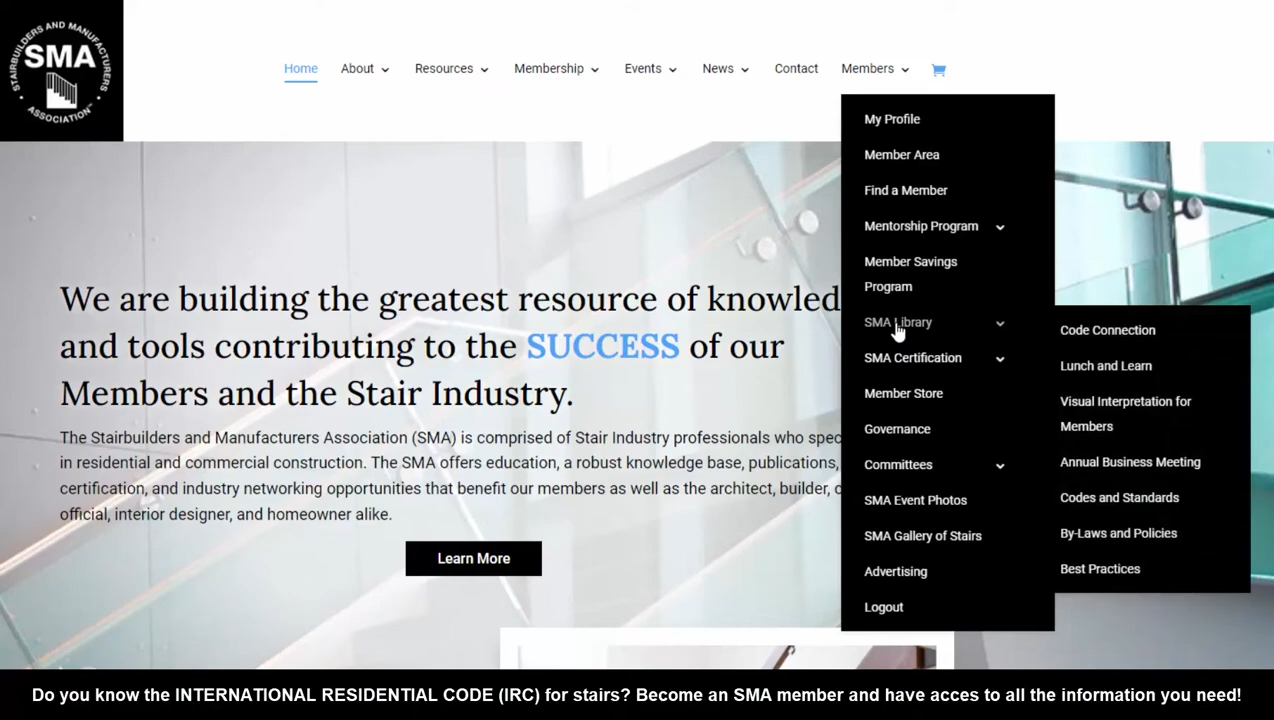 STAIRBUILDERS AND MANUFACTURERS
SMA
ASSOCIATION
Home
About
Resources
Membership
Events
News
Contact
Members
My Profile
Member Area
Find a Member
Mentorship Program
Member Savings
Program
SMA Library
SMA Certification
Member Store
Governance
Committees
SMA Event Photos
SMA Gallery of Stairs
Advertising
Logout
Code Connection
Lunch and Learn
Visual Interpretation for
Members
Annual Business Meeting
Codes and Standards
By-Laws and Policies
Best Practices
We are building the greatest resource of knowled
and tools contributing to the SUCCESS of our
Members and the Stair Industry.
The Stairbuilders and Manufacturers Association (SMA) is comprised of Stair Industry professionals who spec
in residential and commercial construction. The SMA offers education, a robust knowledge base, publications,
certification, and industry networking opportunities that benefit our members as well as the architect, builder,
official, interior designer, and homeowner alike.
Learn More
Do you know the INTERNATIONAL RESIDENTIAL CODE (IRC) for stairs? Become an SMA member and have acces to all the information you need!